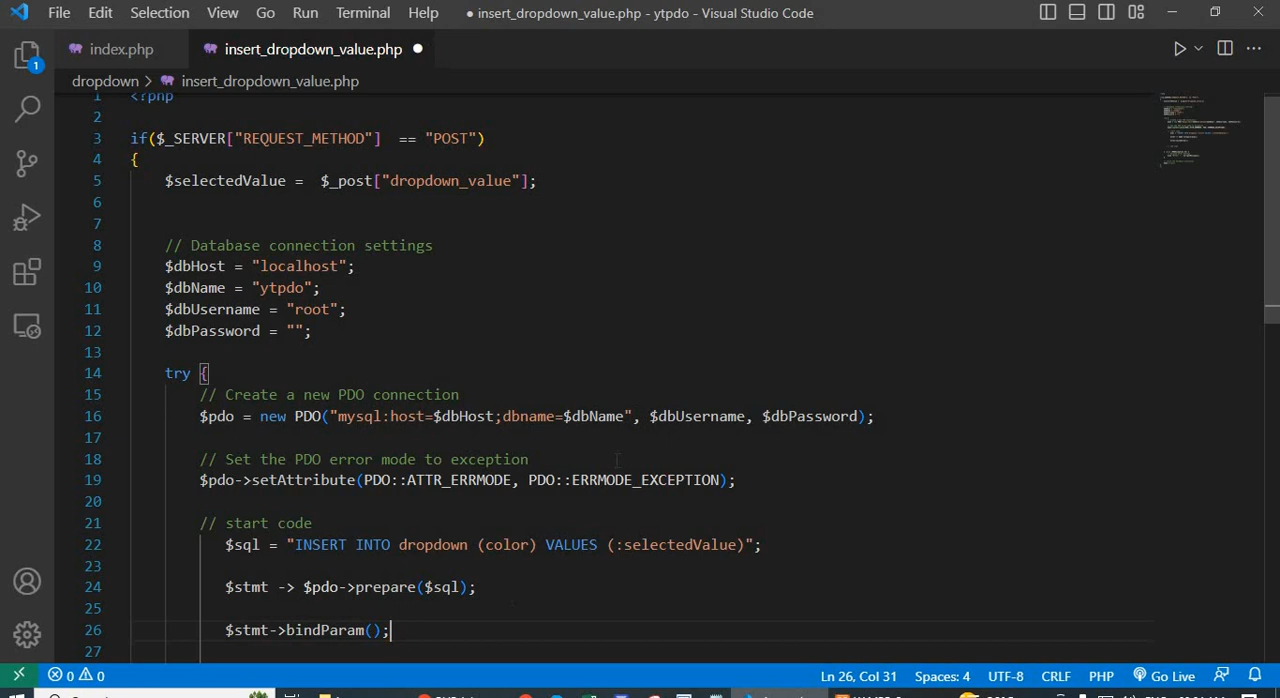 File Edit Selection View Go Run Terminal Help ● insert_dropdown_value.php - ytpdo - Visual Studio Code
index.php insert_dropdown_value.php ●
dropdown > insert_dropdown_value.php
1 <?php
2
3 if($_SERVER["REQUEST_METHOD"] == "POST")
4 {
5 $selectedValue = $_post["dropdown_value"];
6
7
8 // Database connection settings
9 $dbHost = "localhost";
10 $dbName = "ytpdo";
11 $dbUsername = "root";
12 $dbPassword = "";
13
14 try {
15 // Create a new PDO connection
16 $pdo = new PDO("mysql:host=$dbHost;dbname=$dbName", $dbUsername, $dbPassword);
17
18 // Set the PDO error mode to exception
19 $pdo->setAttribute(PDO::ATTR_ERRMODE, PDO::ERRMODE_EXCEPTION);
20
21 // start code
22 $sql = "INSERT INTO dropdown (color) VALUES (:selectedValue)";
23
24 $stmt -> $pdo->prepare($sql);
25
26 $stmt->bindParam();
27
1
0 0 Ln 26, Col 31 Spaces: 4 UTF-8 CRLF PHP Go Live